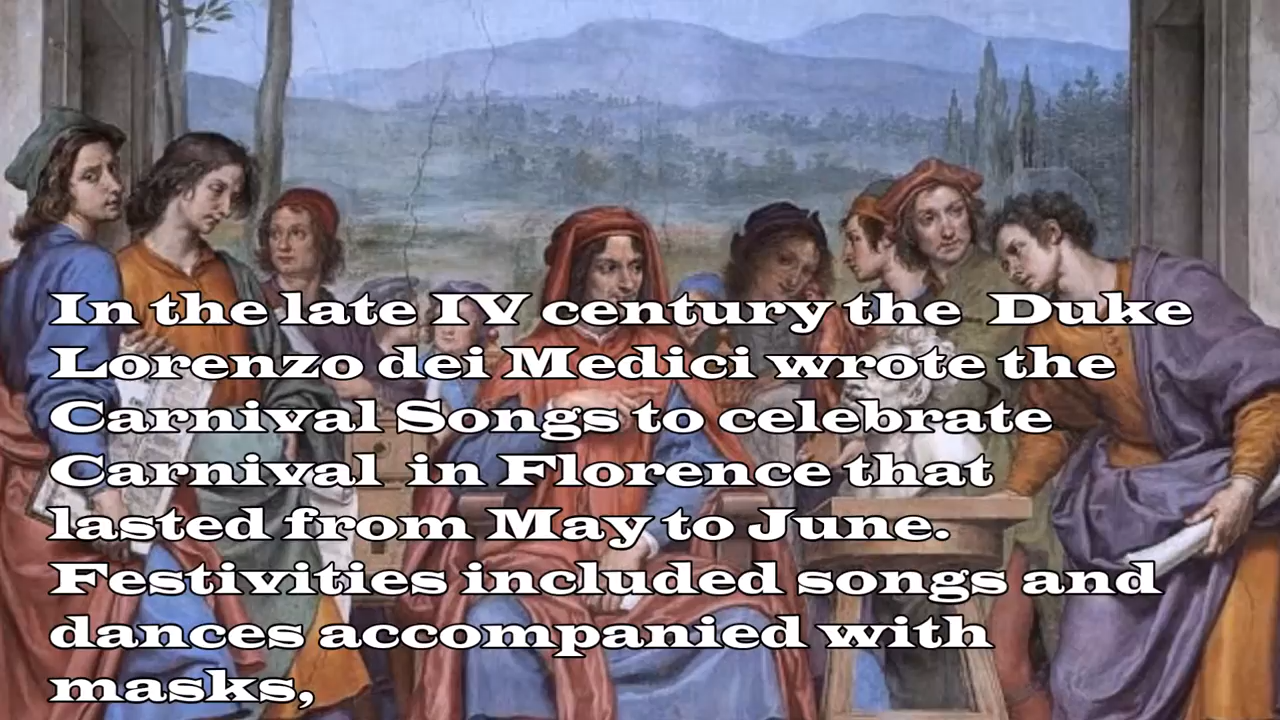 In the late IV century the  Duke
Lorenzo dei Medici wrote the
Carnival Songs to celebrate
Carnival  in Florence that
lasted from May to June.
Festivities included songs and
dances accompanied with
masks,